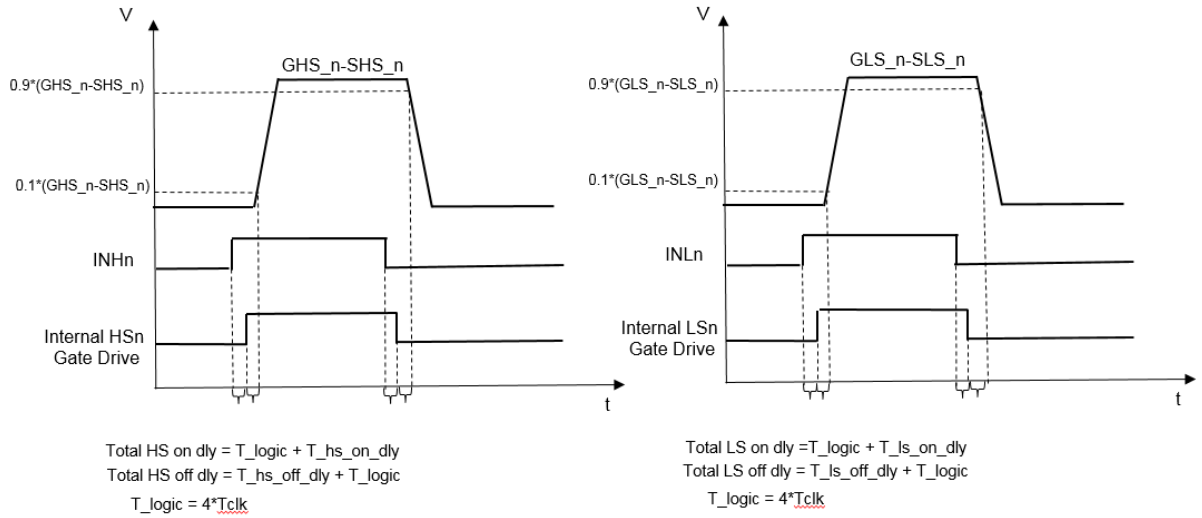 V
GHS_n-SHS_n
0.9*(GHS_n-SHS_n)
0.1*(GHS_n-SHS_n)
INHn
Internal HSn
Gate Drive
t
Total HS on dly = T_logic + T_hs_on_dly
Total HS off dly = T_hs_off_dly + T_logic
T_logic = 4*Tclk
V
GLS_n-SLS_n
0.9*(GLS_n-SLS_n)
0.1*(GLS_n-SLS_n)
INLn
Internal LSn
Gate Drive
t
Total LS on dly =T_logic + T_ls_on_dly
Total LS off dly = T_ls_off_dly + T_logic
T_logic = 4*Tclk